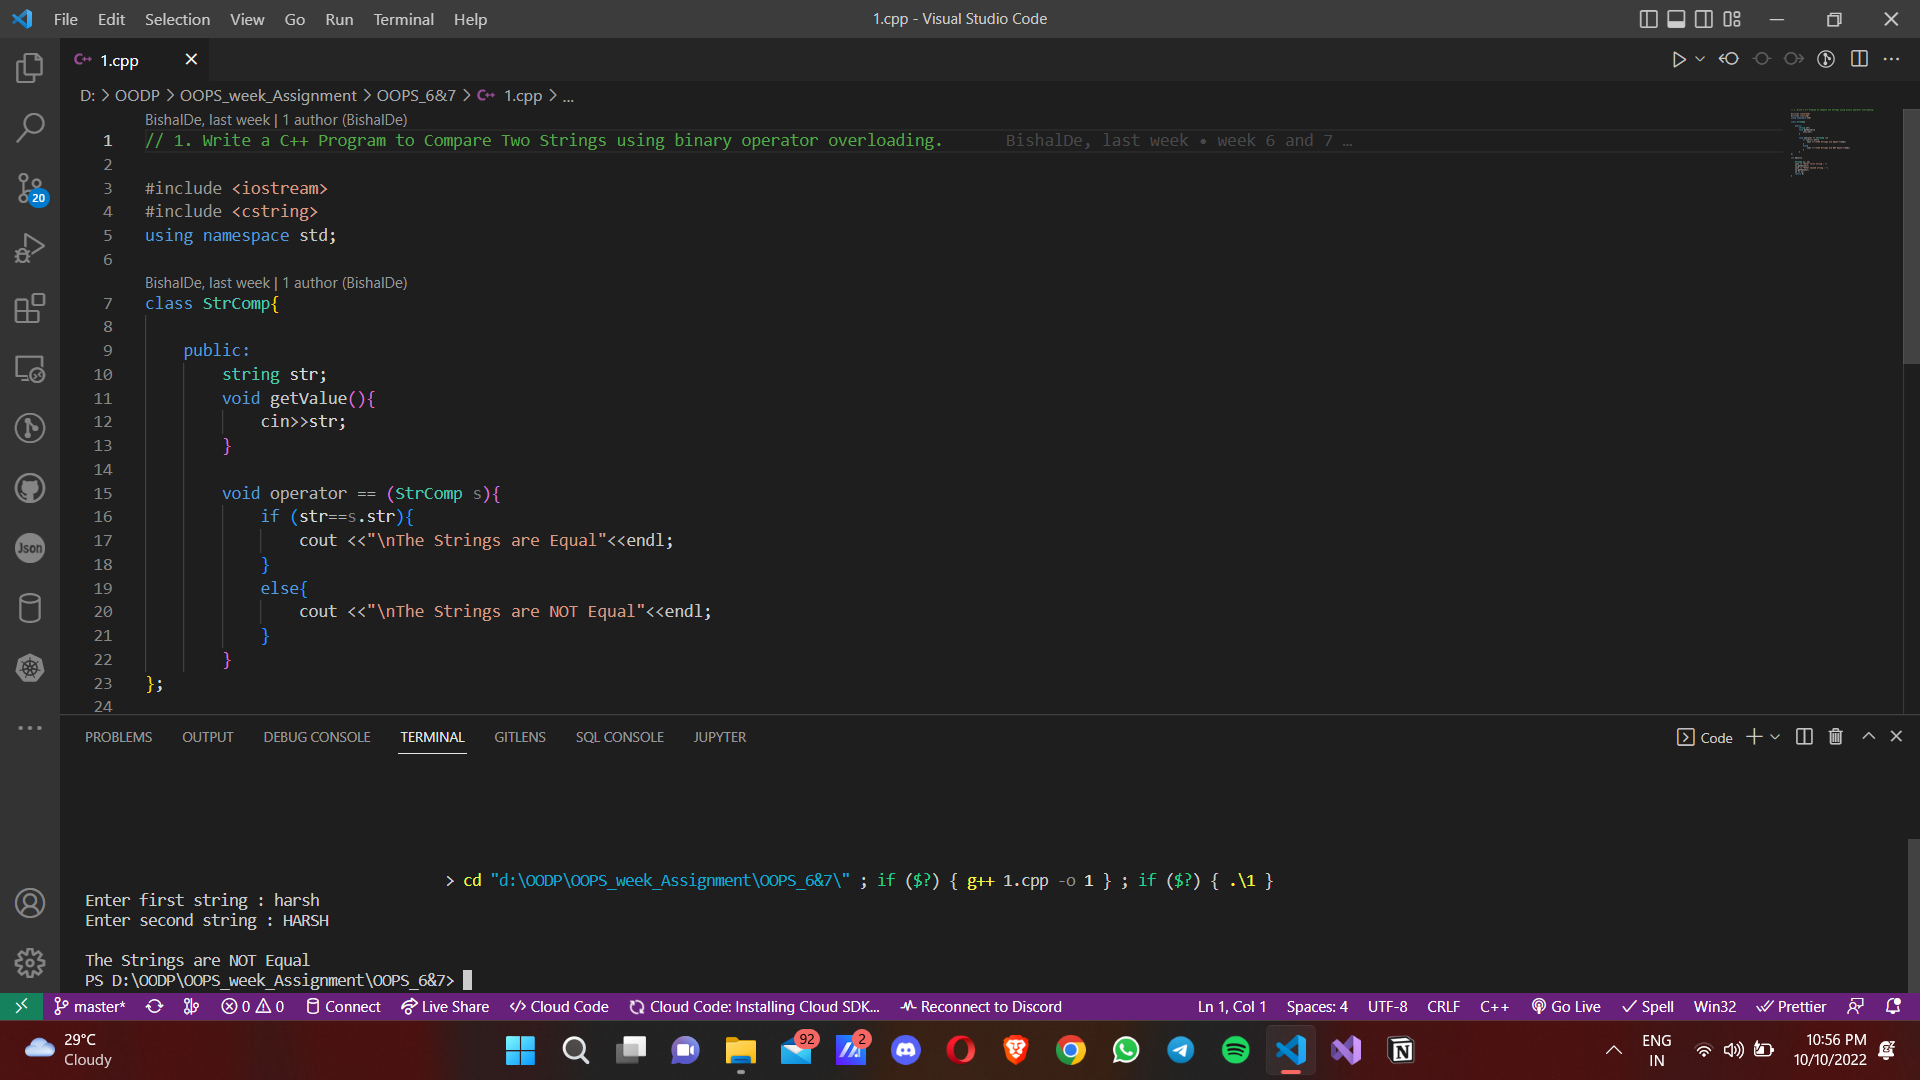 File Edit Selection View Go Run Terminal Help
1.cpp - Visual Studio Code
C++ 1.cpp
D: > OODP > OOPS_week_Assignment > OOPS_6&7 > C++ 1.cpp > ...
BishalDe, last week | 1 author (BishalDe)
1 // 1. Write a C++ Program to Compare Two Strings using binary operator overloading. BishalDe, last week • week 6 and 7 …
2
3 #include <iostream>
4 #include <cstring>
5 using namespace std;
6
BishalDe, last week | 1 author (BishalDe)
7 class StrComp{
8
9 public:
10 string str;
11 void getValue(){
12 cin>>str;
13 }
14
15 void operator == (StrComp s){
16 if (str==s.str){
17 cout <<"\nThe Strings are Equal"<<endl;
18 }
19 else{
20 cout <<"\nThe Strings are NOT Equal"<<endl;
21 }
22 }
23 };
24
20
Json
PROBLEMS OUTPUT DEBUG CONSOLE TERMINAL GITLENS SQL CONSOLE JUPYTER
Code
> cd "d:\OODP\OOPS_week_Assignment\OOPS_6&7\" ; if ($?) { g++ 1.cpp -o 1 } ; if ($?) { .\1 }
Enter first string : harsh
Enter second string : HARSH
The Strings are NOT Equal
PS D:\OODP\OOPS_week_Assignment\OOPS_6&7>
master* 0 0 Connect Live Share Cloud Code Cloud Code: Installing Cloud SDK... Reconnect to Discord Ln 1, Col 1 Spaces: 4 UTF-8 CRLF C++ Go Live Spell Win32 Prettier
29°C
Cloudy
92
2
ENG
IN
10:56 PM
10/10/2022